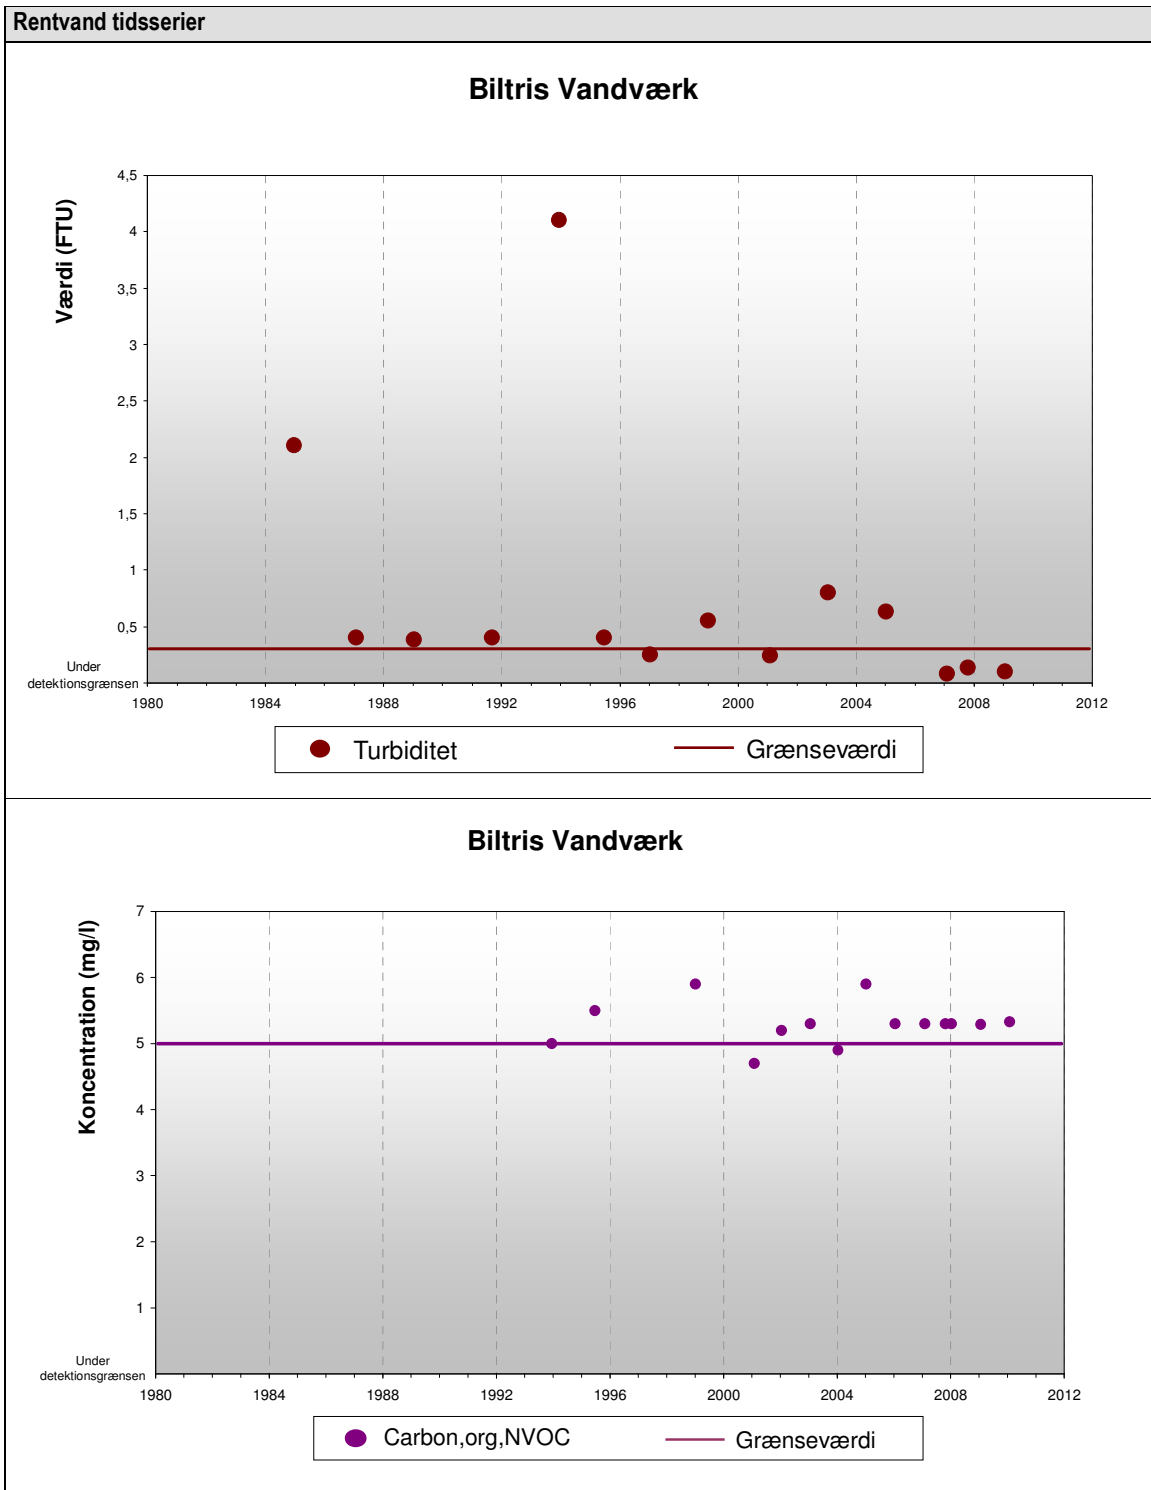 Rentvand tidsserier
Biltris Vandværk
Værdi (FTU)
4,5
4
3,5
3
2,5
2
1,5
1
0,5
Under
detektionsgrænsen
1980 1984 1988 1992 1996 2000 2004 2008 2012
Turbiditet Grænseværdi
Biltris Vandværk
Koncentration (mg/l)
7
6
5
4
3
2
1
Under
detektionsgrænsen
1980 1984 1988 1992 1996 2000 2004 2008 2012
Carbon,org,NVOC Grænseværdi